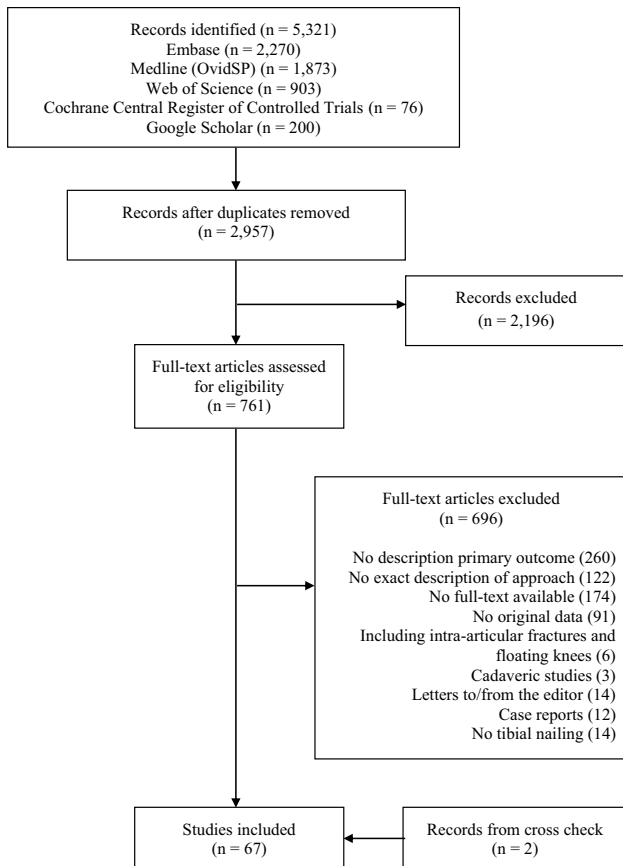 Records identified (n = 5,321)
Embase (n = 2,270)
Medline (OvidSP) (n = 1,873)
Web of Science (n = 903)
Cochrane Central Register of Controlled Trials (n = 76)
Google Scholar (n = 200)
Records after duplicates removed
(n = 2,957)
Records excluded
(n = 2,196)
Full-text articles assessed
for eligibility
(n = 761)
Full-text articles excluded
(n = 696)
No description primary outcome (260)
No exact description of approach (122)
No full-text available (174)
No original data (91)
Including intra-articular fractures and
floating knees (6)
Cadaveric studies (3)
Letters to/from the editor (14)
Case reports (12)
No tibial nailing (14)
Studies included
(n = 67)
Records from cross check
(n = 2)